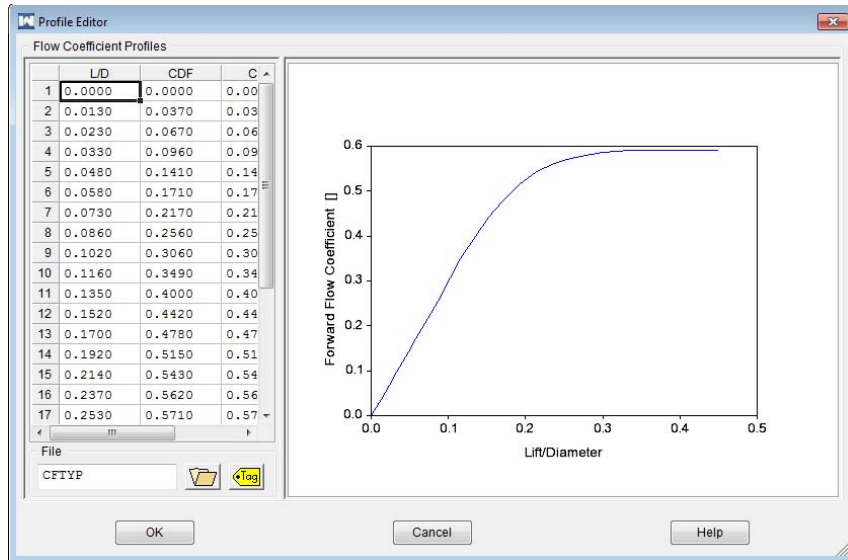 Profile Editor
Flow Coefficient Profiles
L/D CDF C
1 0.0000 0.0000 0.00
2 0.0130 0.0370 0.03
3 0.0230 0.0670 0.06
4 0.0330 0.0960 0.09
5 0.0480 0.1410 0.14
6 0.0580 0.1710 0.17
7 0.0730 0.2170 0.21
8 0.0860 0.2560 0.25
9 0.1020 0.3060 0.30
10 0.1160 0.3490 0.34
11 0.1350 0.4000 0.40
12 0.1520 0.4420 0.44
13 0.1700 0.4780 0.47
14 0.1920 0.5150 0.51
15 0.2140 0.5430 0.54
16 0.2370 0.5620 0.56
17 0.2530 0.5710 0.57
File
CFTYP
Tag
Forward Flow Coefficient []
0.6
0.5
0.4
0.3
0.2
0.1
0.0
0.0 0.1 0.2 0.3 0.4 0.5
Lift/Diameter
OK Cancel Help